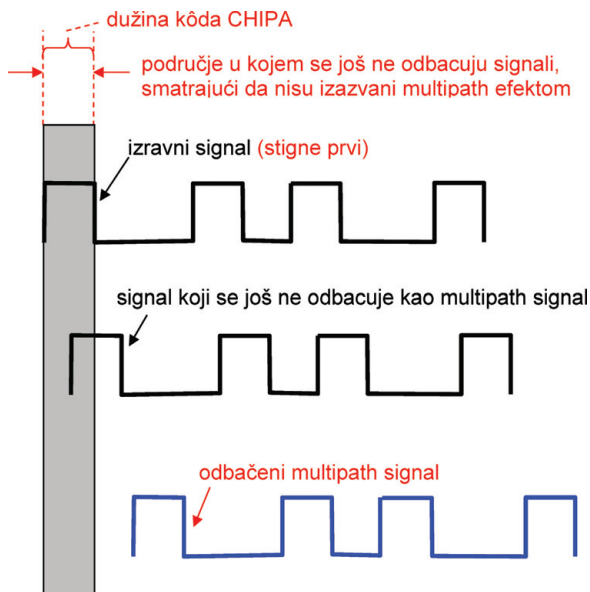 dužina kôda CHIPA
područje u kojem se još ne odbacuju signali,
smatrajući da nisu izazvani multipath efektom
izravni signal (stigne prvi)
signal koji se još ne odbacuje kao multipath signal
odbačeni multipath signal